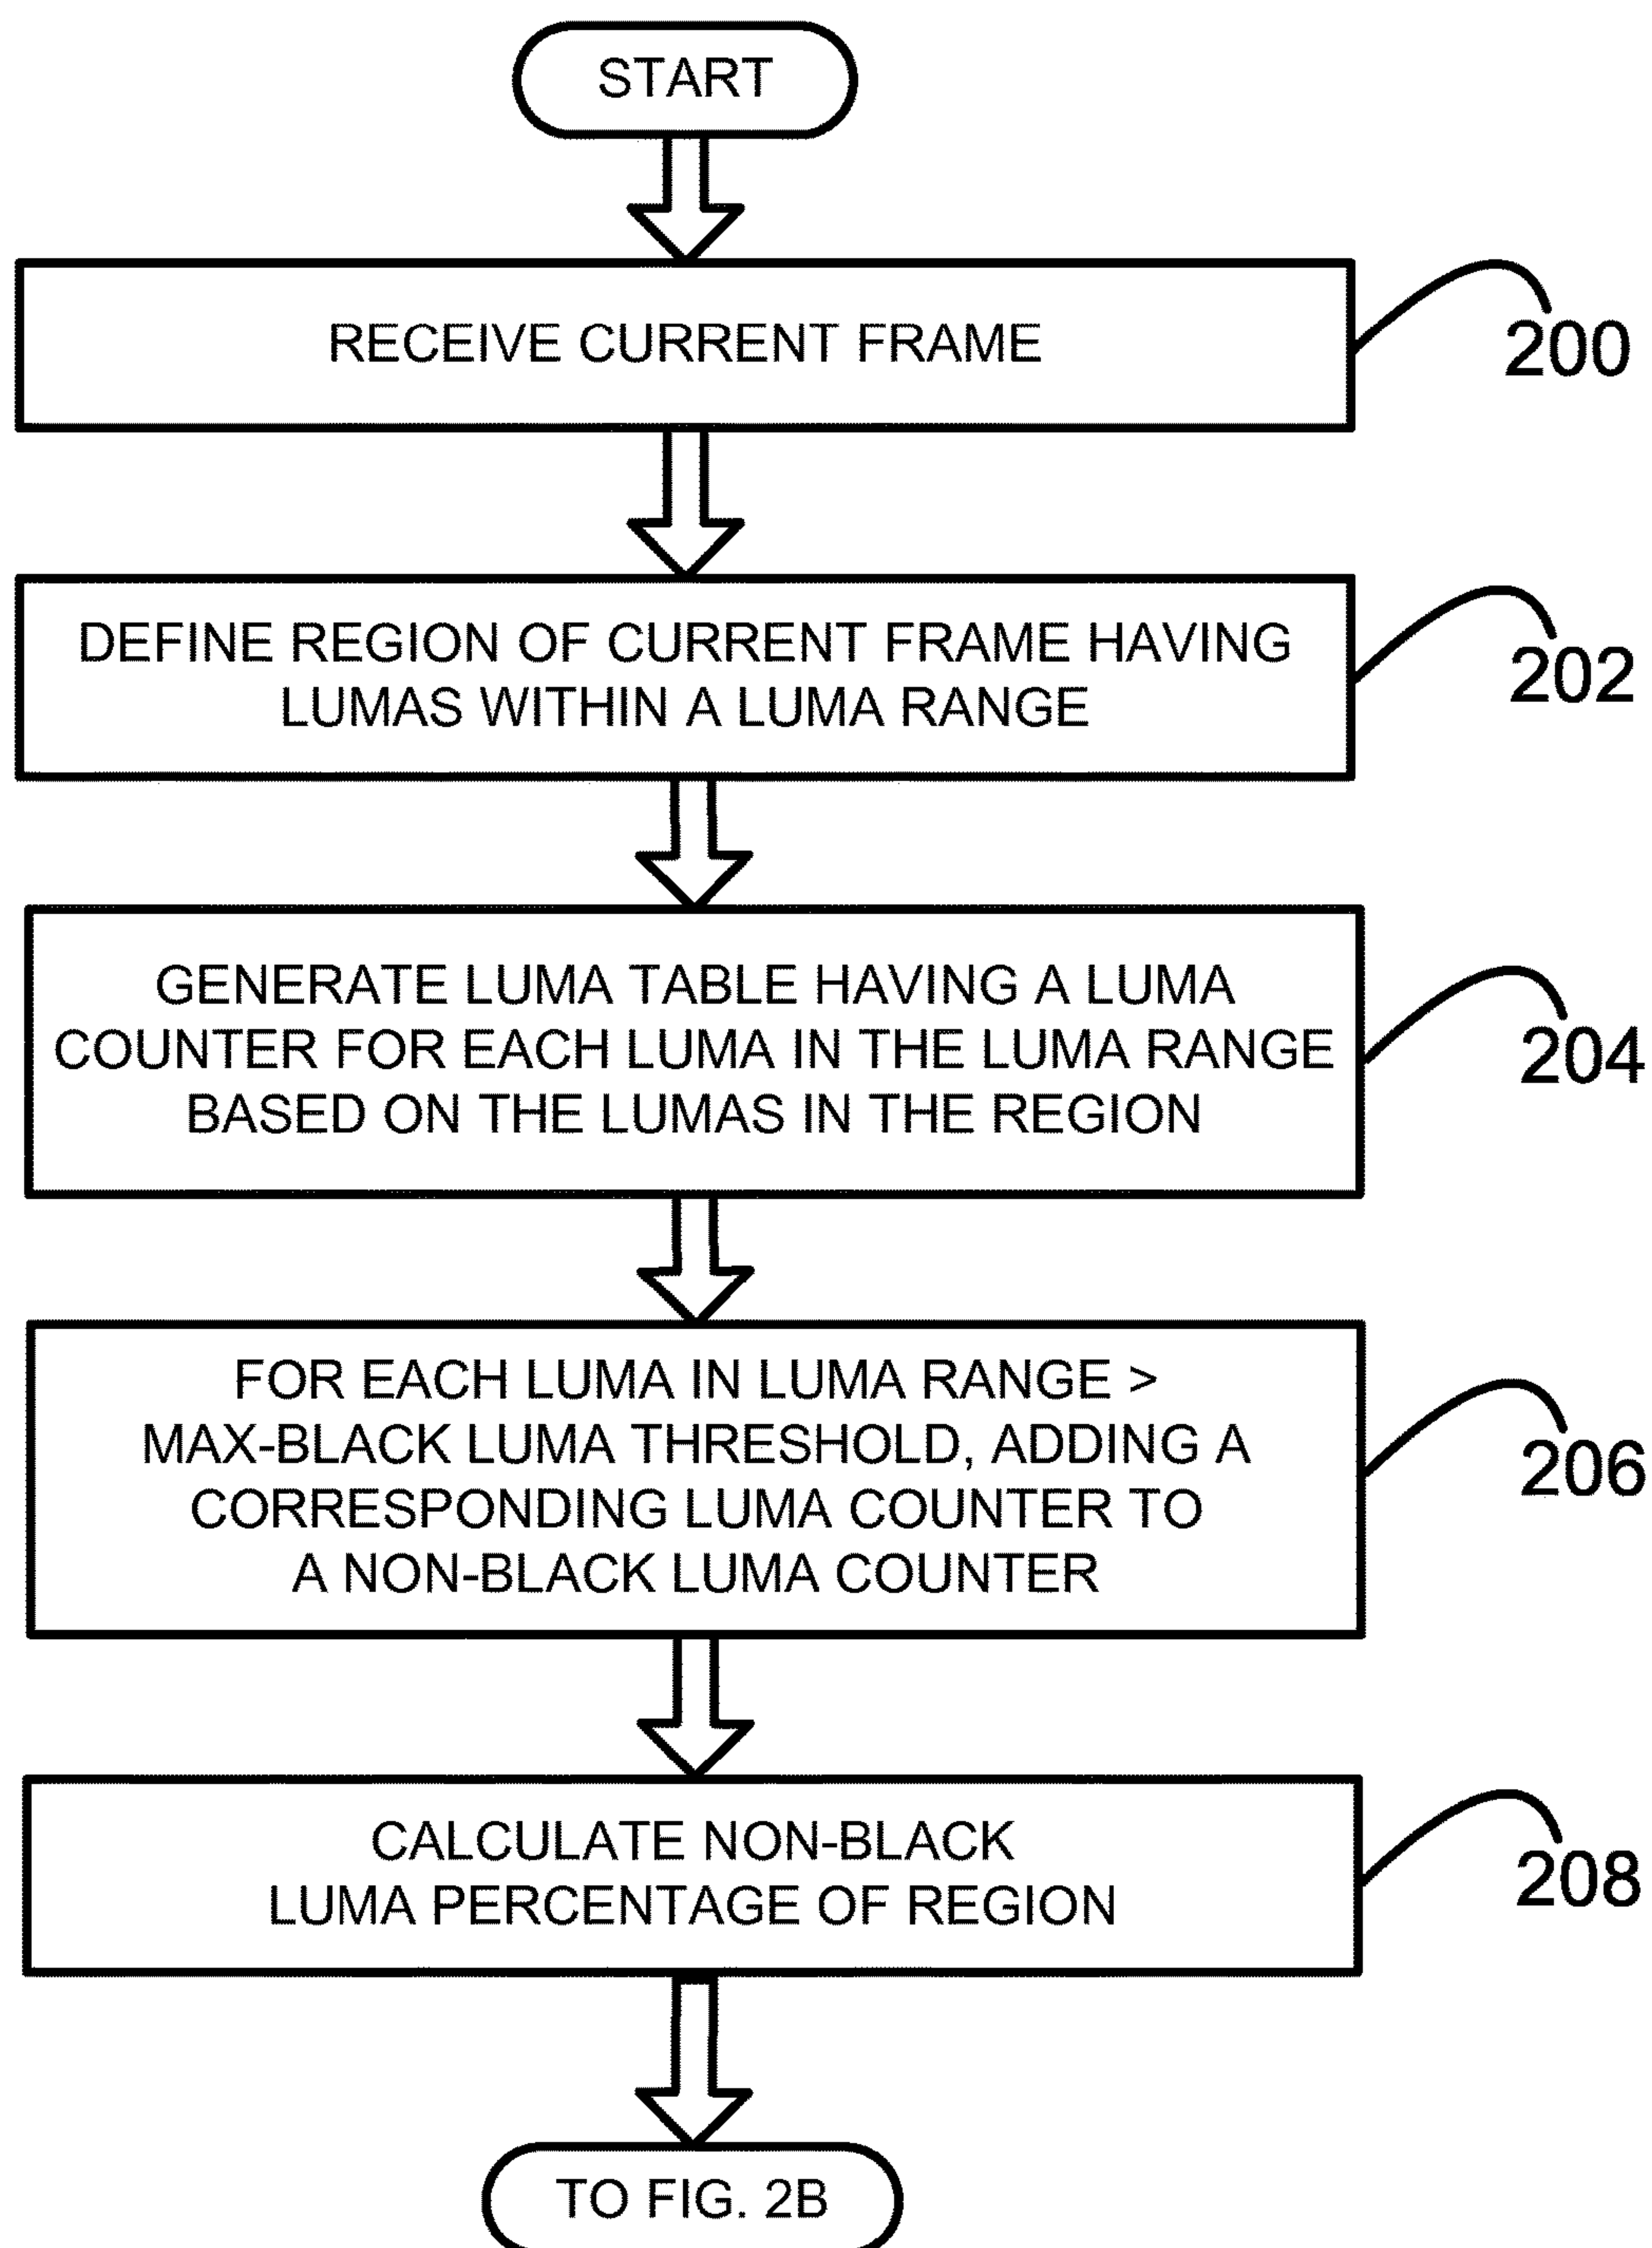 START
RECEIVE CURRENT FRAME
200
DEFINE REGION OF CURRENT FRAME HAVING
LUMAS WITHIN A LUMA RANGE
202
GENERATE LUMA TABLE HAVING A LUMA
COUNTER FOR EACH LUMA IN THE LUMA RANGE
BASED ON THE LUMAS IN THE REGION
204
FOR EACH LUMA IN LUMA RANGE >
MAX-BLACK LUMA THRESHOLD, ADDING A
CORRESPONDING LUMA COUNTER TO
A NON-BLACK LUMA COUNTER
206
CALCULATE NON-BLACK
LUMA PERCENTAGE OF REGION
208
TO FIG. 2B